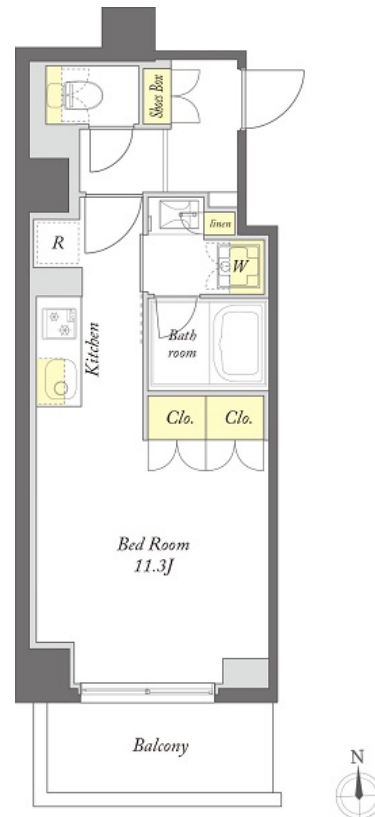 Shoes Box
R
linen
W
Kitchen
Bath
room
Clo.
Clo.
Bed Room
11.3J
Balcony
N